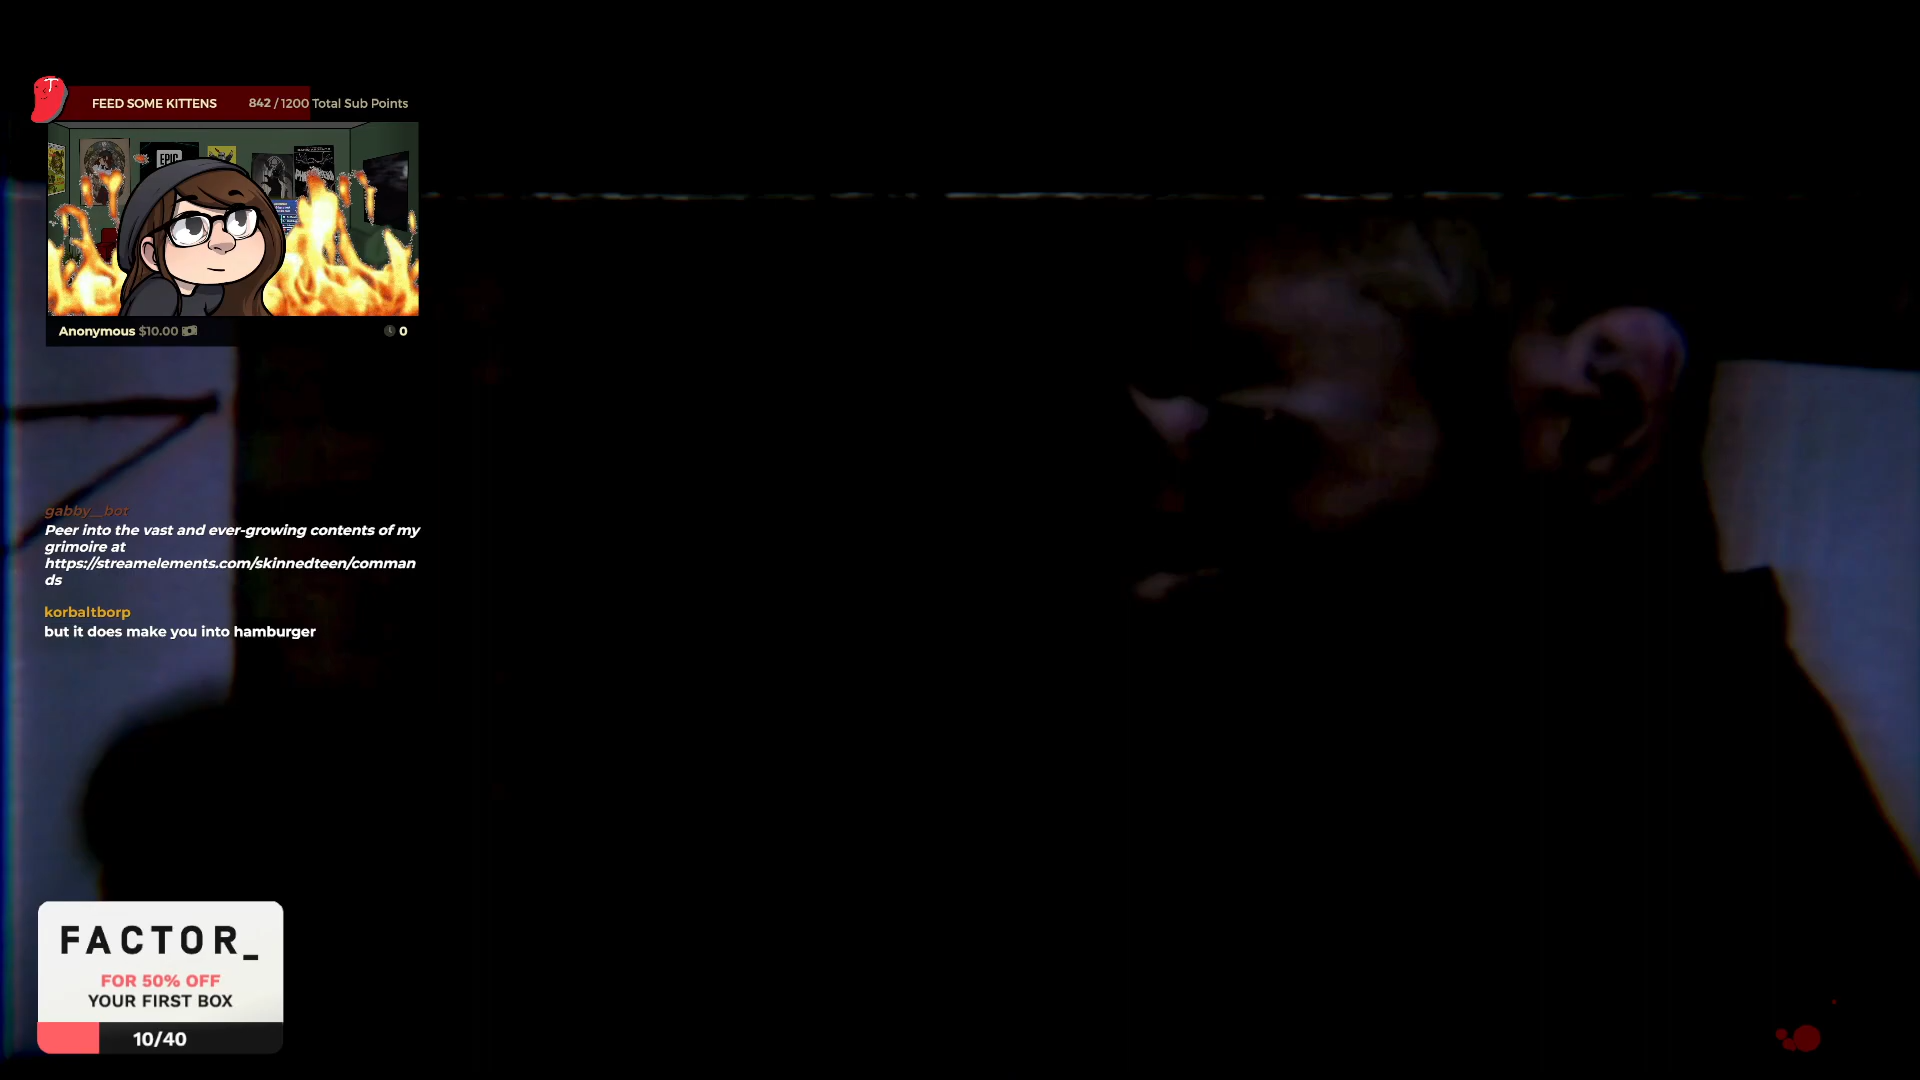 FEED SOME KITTENS 842 / 1200 Total Sub Points
EPIC
Anonymous $10.00 0
gabby__bot
Peer into the vast and ever-growing contents of my
grimoire at
https://streamelements.com/skinnedteen/comman
ds
korbaltborp
but it does make you into hamburger
FACTOR_
FOR 50% OFF
YOUR FIRST BOX
10/40